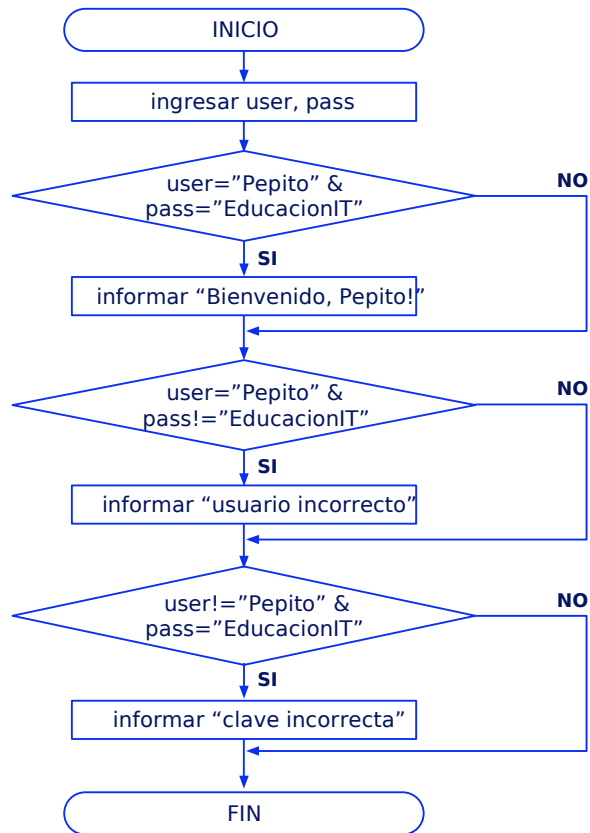 INICIO
ingresar user, pass
user=”Pepito” &
pass=”EducacionIT”
NO
SI
informar “Bienvenido, Pepito!”
user=”Pepito” &
pass!=”EducacionIT”
NO
SI
informar “usuario incorrecto”
user!=”Pepito” &
pass=”EducacionIT”
NO
SI
informar “clave incorrecta”
FIN